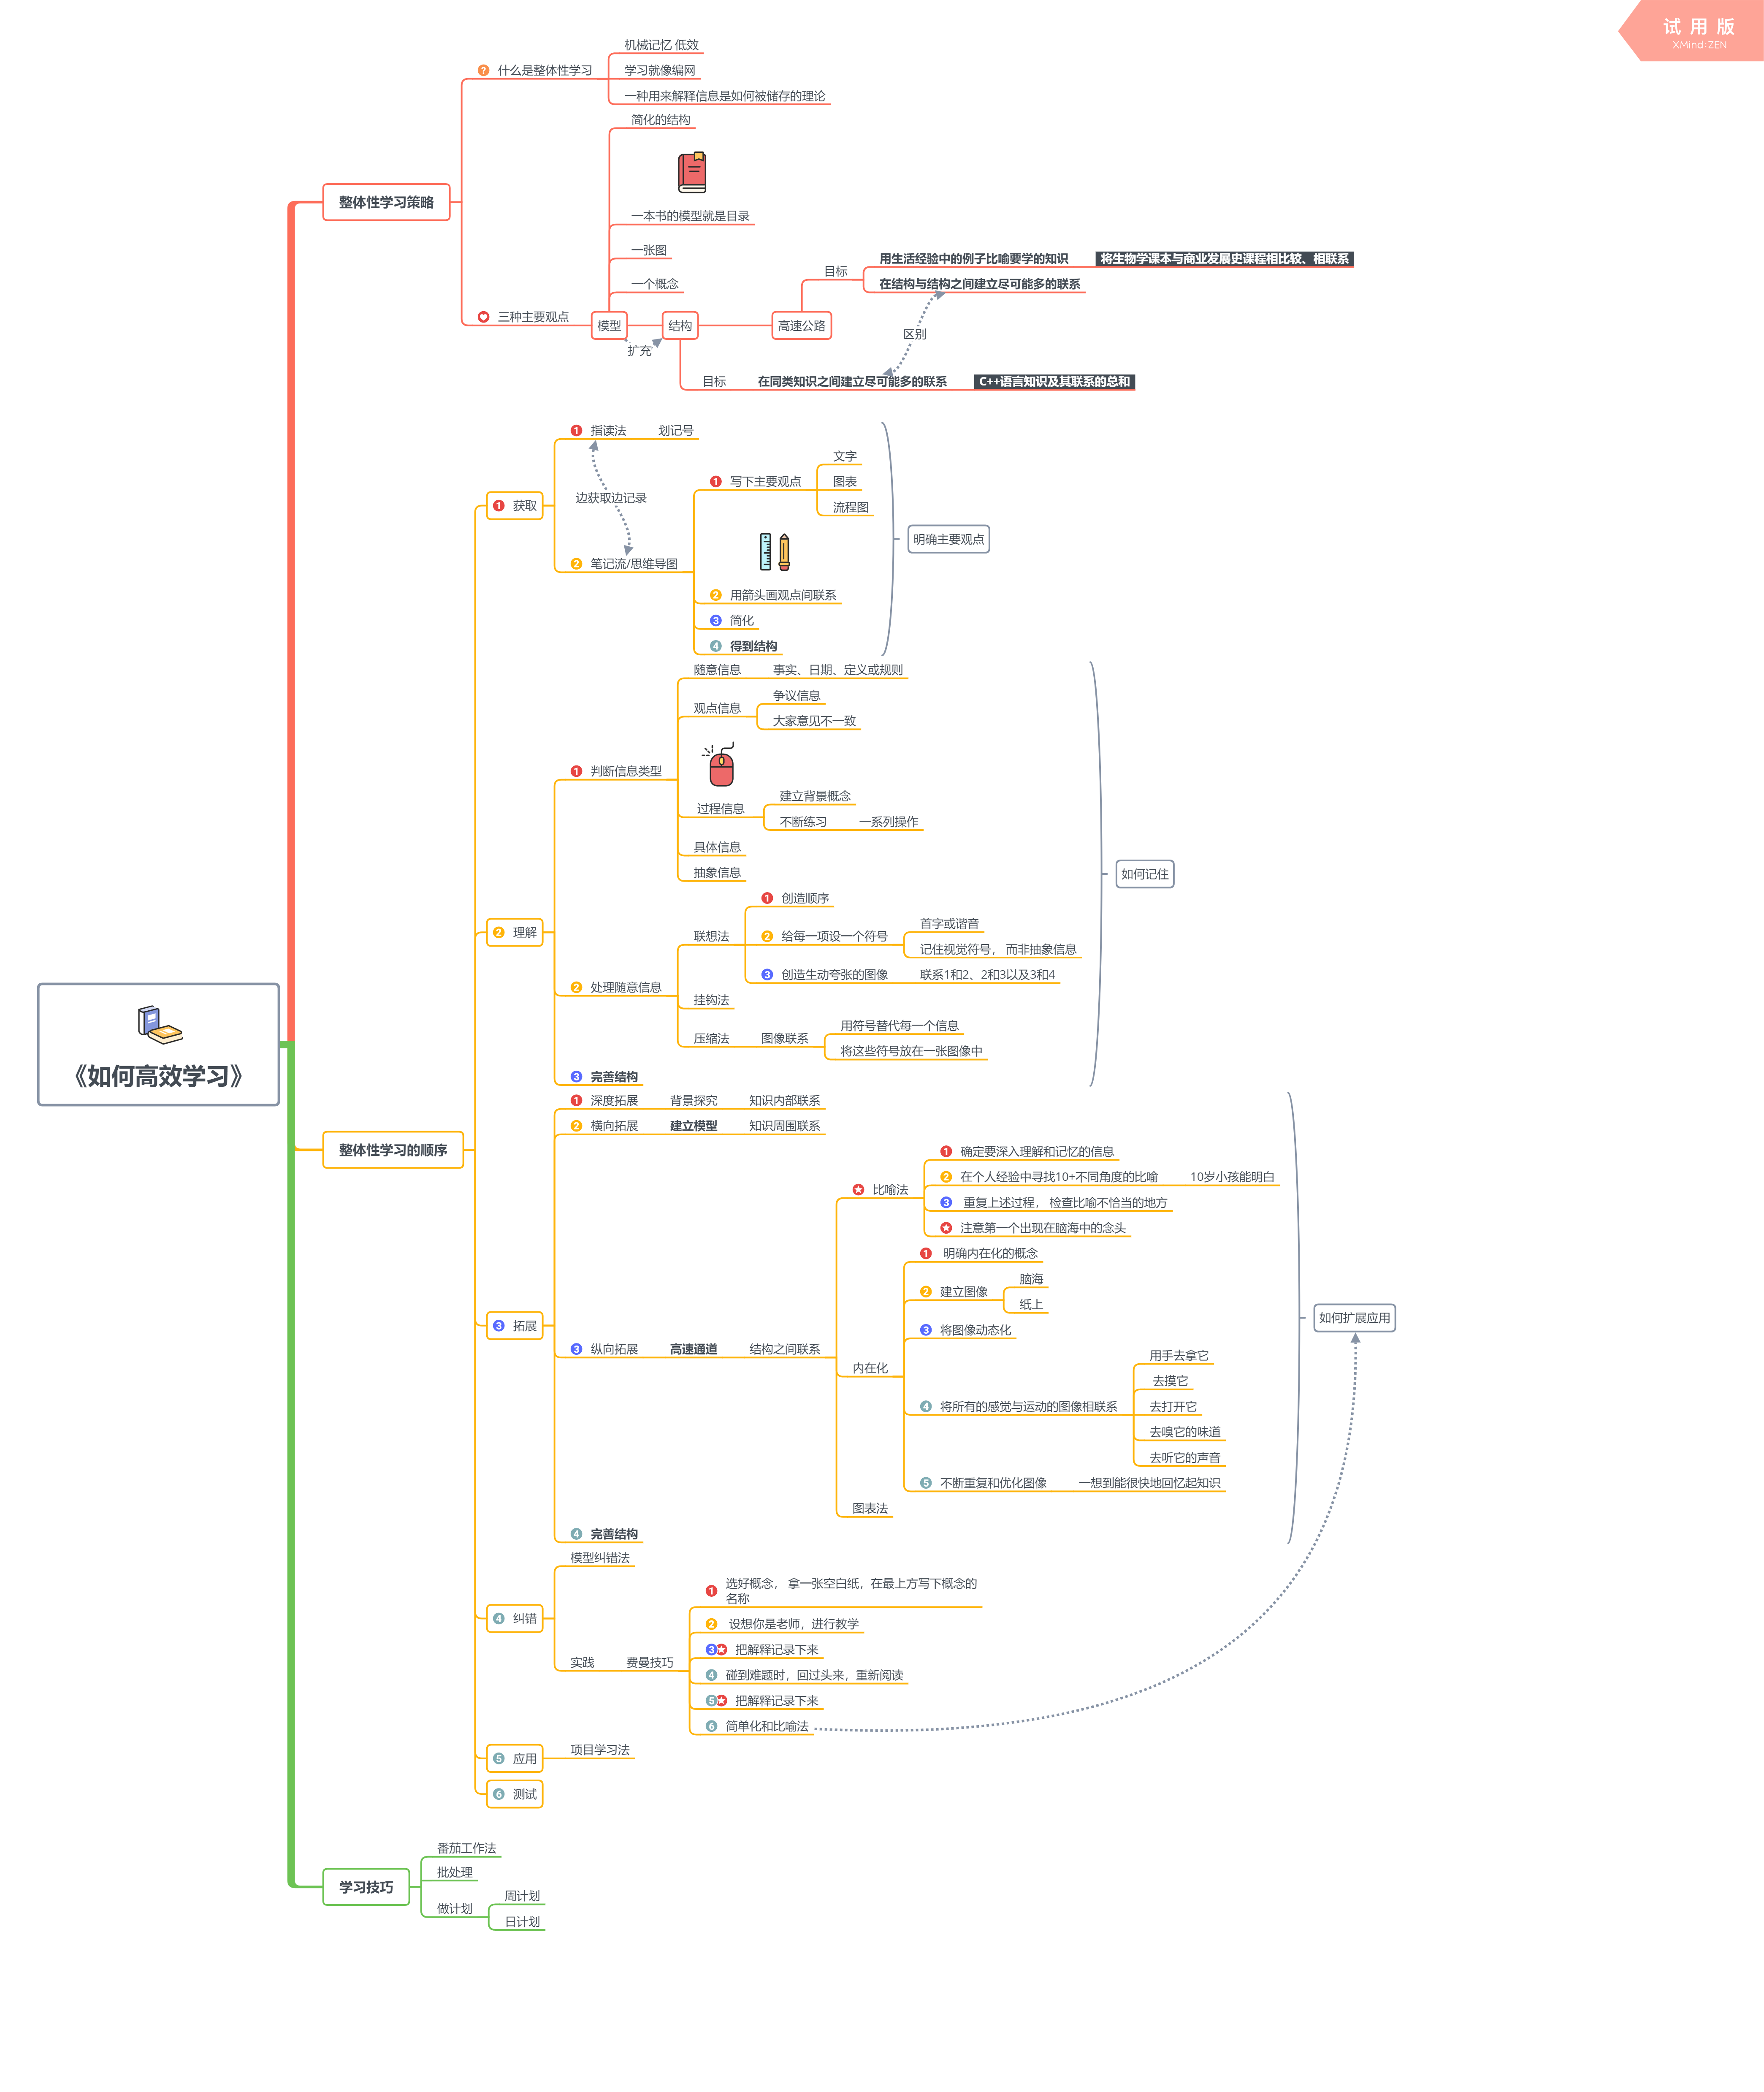 试用版
XMind:ZEN
《如何高效学习》
整体性学习策略
什么是整体性学习
机械记忆 低效
学习就像编网
一种用来解释信息是如何被储存的理论
三种主要观点
模型
简化的结构
一本书的模型就是目录
一张图
一个概念
扩充
结构
目标
在同类知识之间建立尽可能多的联系
C++语言知识及其联系的总和
高速公路
目标
用生活经验中的例子比喻要学的知识
将生物学课本与商业发展史课程相比较、相联系
在结构与结构之间建立尽可能多的联系
区别
整体性学习的顺序
1 获取
1 指读法
划记号
边获取边记录
2 笔记流/思维导图
1 写下主要观点
文字
图表
流程图
2 用箭头画观点间联系
3 简化
4 得到结构
明确主要观点
2 理解
1 判断信息类型
随意信息
事实、日期、定义或规则
观点信息
争议信息
大家意见不一致
过程信息
建立背景概念
不断练习
一系列操作
具体信息
抽象信息
2 处理随意信息
联想法
1 创造顺序
2 给每一项设一个符号
首字或谐音
记住视觉符号， 而非抽象信息
3 创造生动夸张的图像
联系1和2、2和3以及3和4
挂钩法
压缩法
图像联系
用符号替代每一个信息
将这些符号放在一张图像中
3 完善结构
如何记住
3 拓展
1 深度拓展
背景探究
知识内部联系
2 横向拓展
建立模型
知识周围联系
3 纵向拓展
高速通道
结构之间联系
比喻法
1 确定要深入理解和记忆的信息
2 在个人经验中寻找10+不同角度的比喻
10岁小孩能明白
3 重复上述过程， 检查比喻不恰当的地方
注意第一个出现在脑海中的念头
内在化
1 明确内在化的概念
2 建立图像
脑海
纸上
3 将图像动态化
4 将所有的感觉与运动的图像相联系
用手去拿它
去摸它
去打开它
去嗅它的味道
去听它的声音
5 不断重复和优化图像
一想到能很快地回忆起知识
图表法
4 完善结构
如何扩展应用
4 纠错
模型纠错法
实践
费曼技巧
1 选好概念， 拿一张空白纸，在最上方写下概念的
名称
2 设想你是老师，进行教学
3 把解释记录下来
4 碰到难题时，回过头来，重新阅读
5 把解释记录下来
6 简单化和比喻法
5 应用
项目学习法
6 测试
学习技巧
番茄工作法
批处理
做计划
周计划
日计划